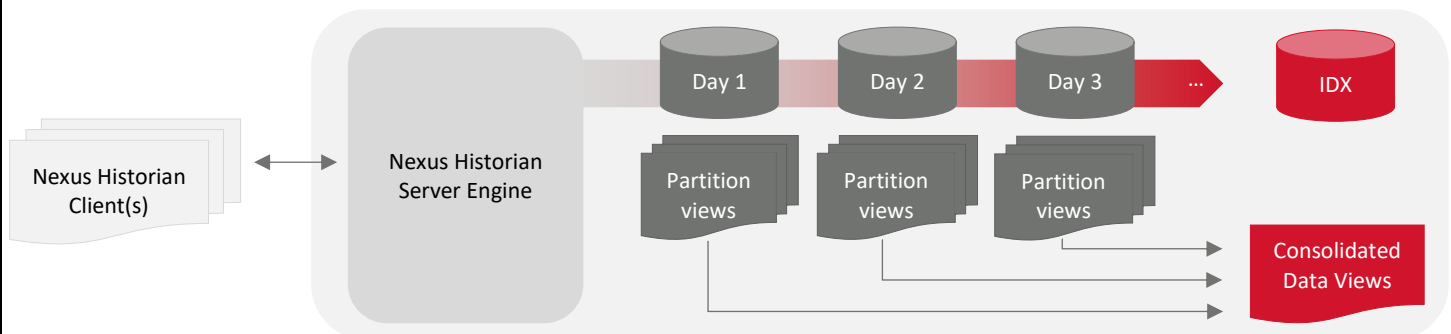 Nexus Historian
Client(s)
Nexus Historian
Server Engine
Day 1
Day 2
Day 3
...
IDX
Partition
views
Partition
views
Partition
views
Consolidated
Data Views